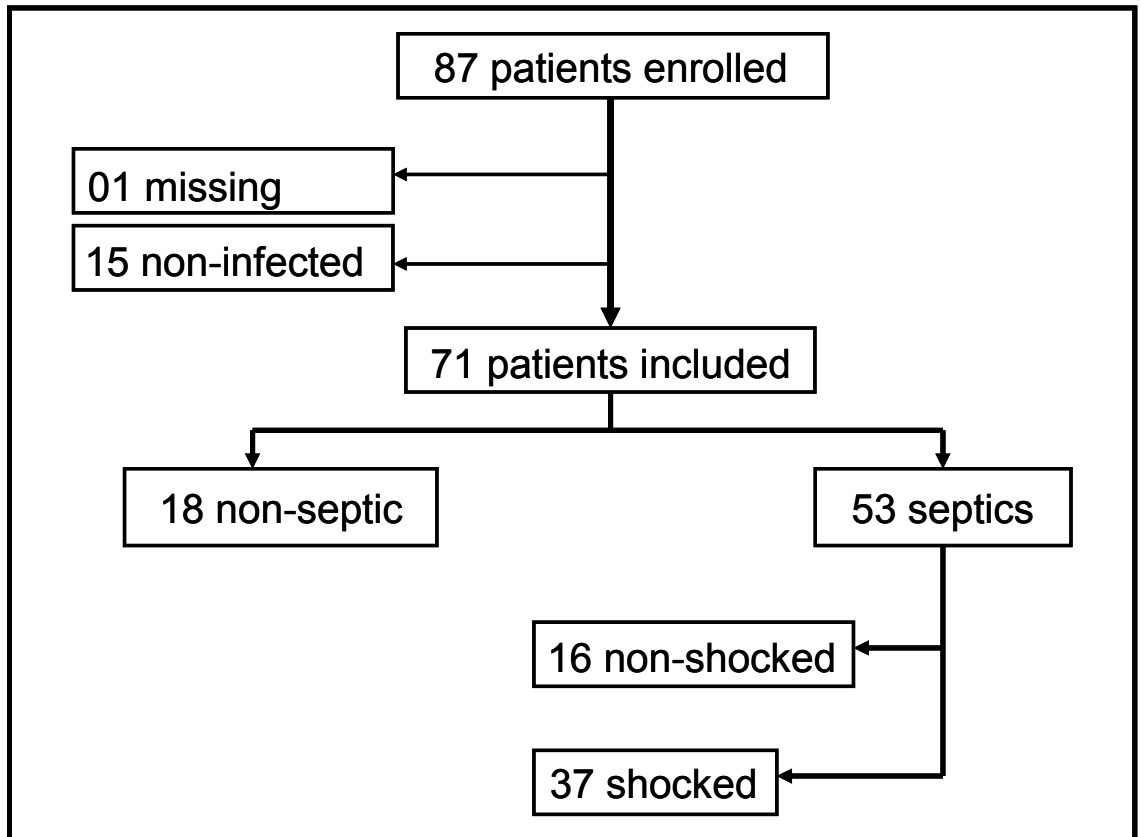 87 patients enrolled
01 missing
15 non-infected
71 patients included
18 non-septic
53 septics
16 non-shocked
37 shocked